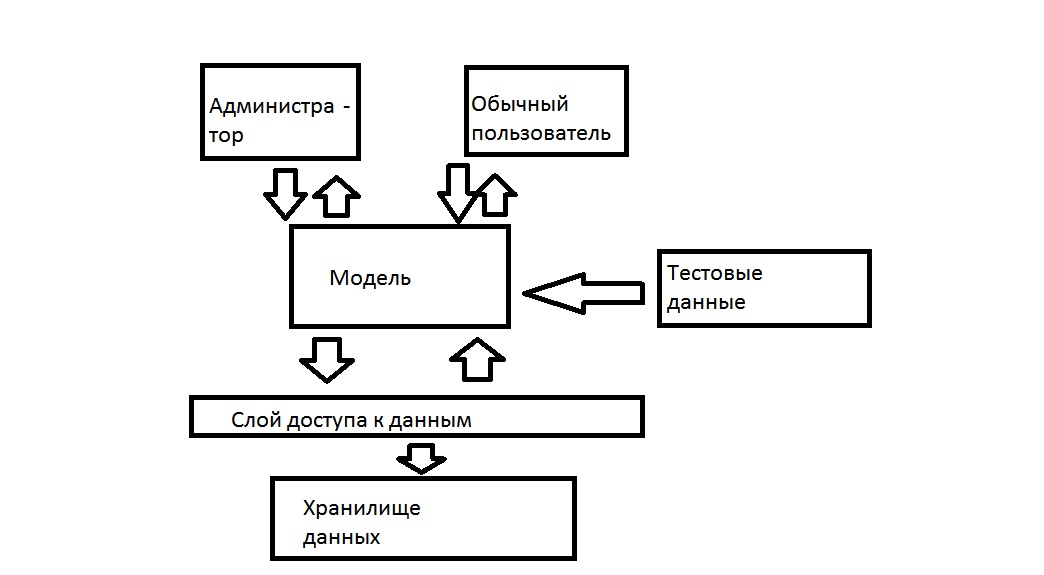 Администра -
тор
Обычный
пользователь
Модель
Тестовые
данные
Слой доступа к данным
Хранилище
данных